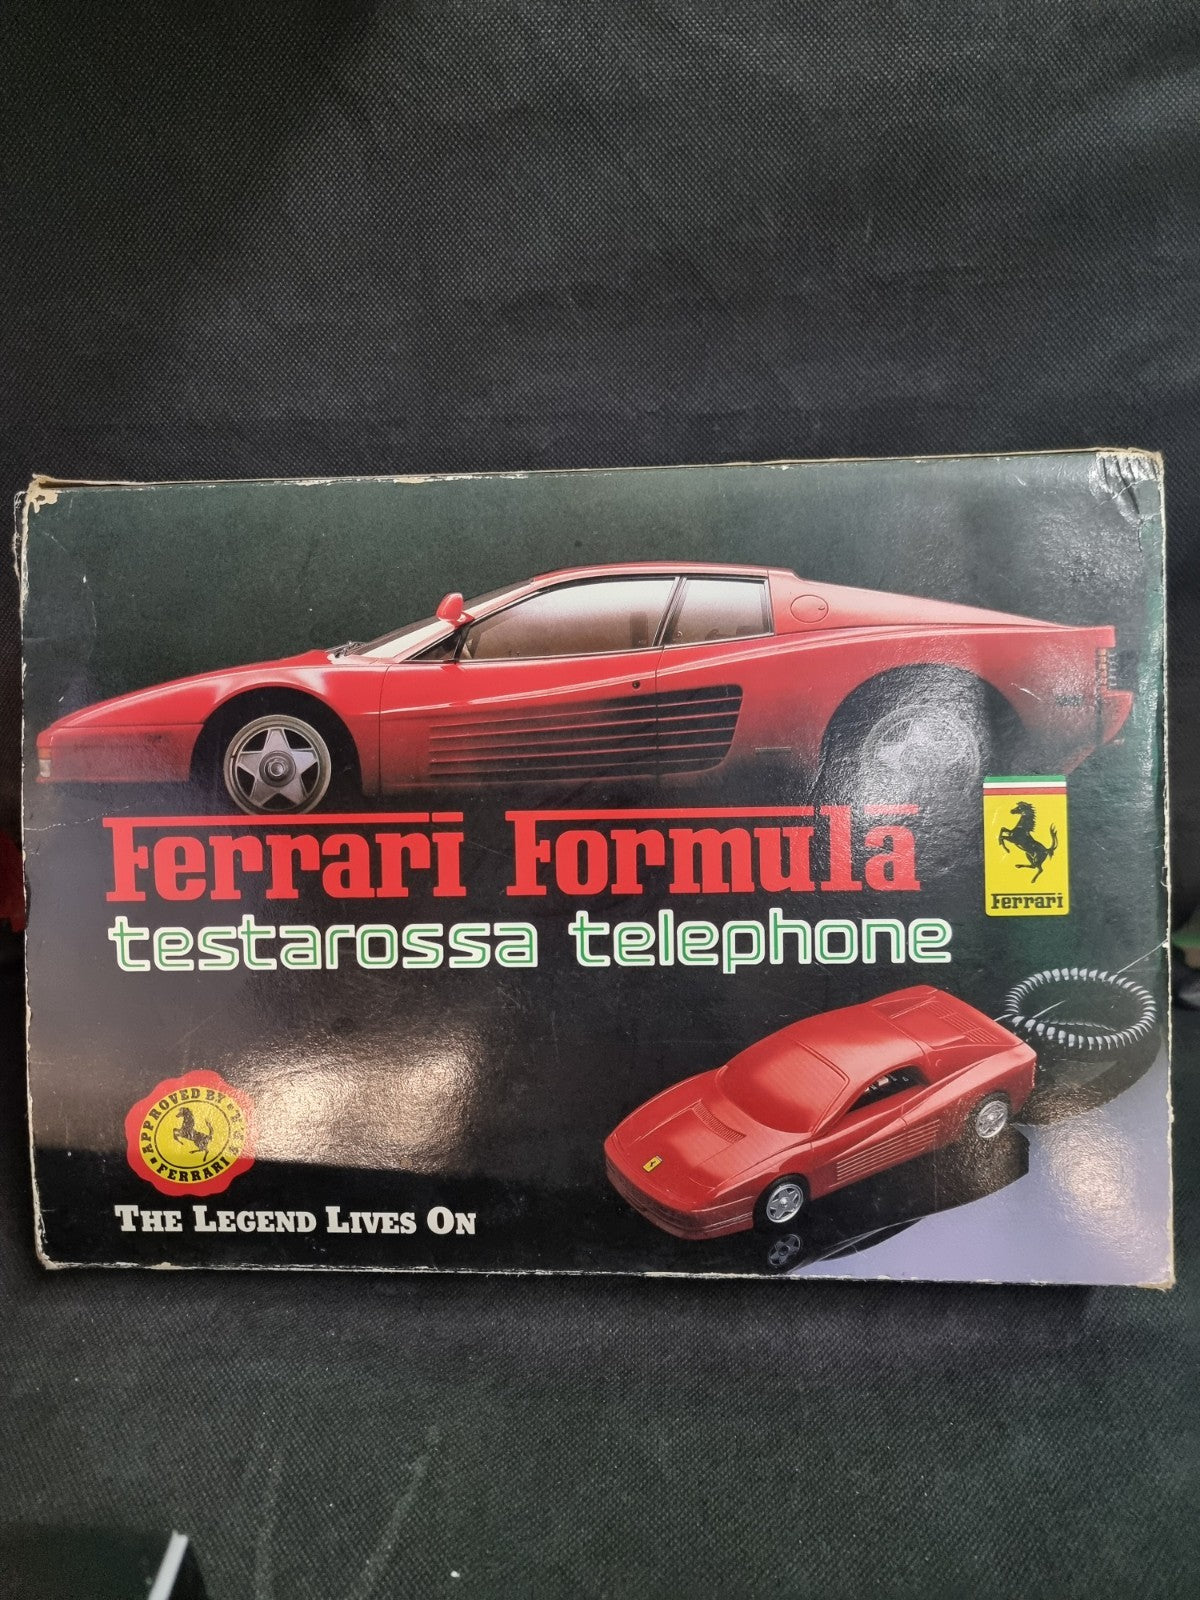 Ferrari Formula
testarossa telephone
Ferrari
APPROVED BY
FERRARI
THE LEGEND LIVES ON